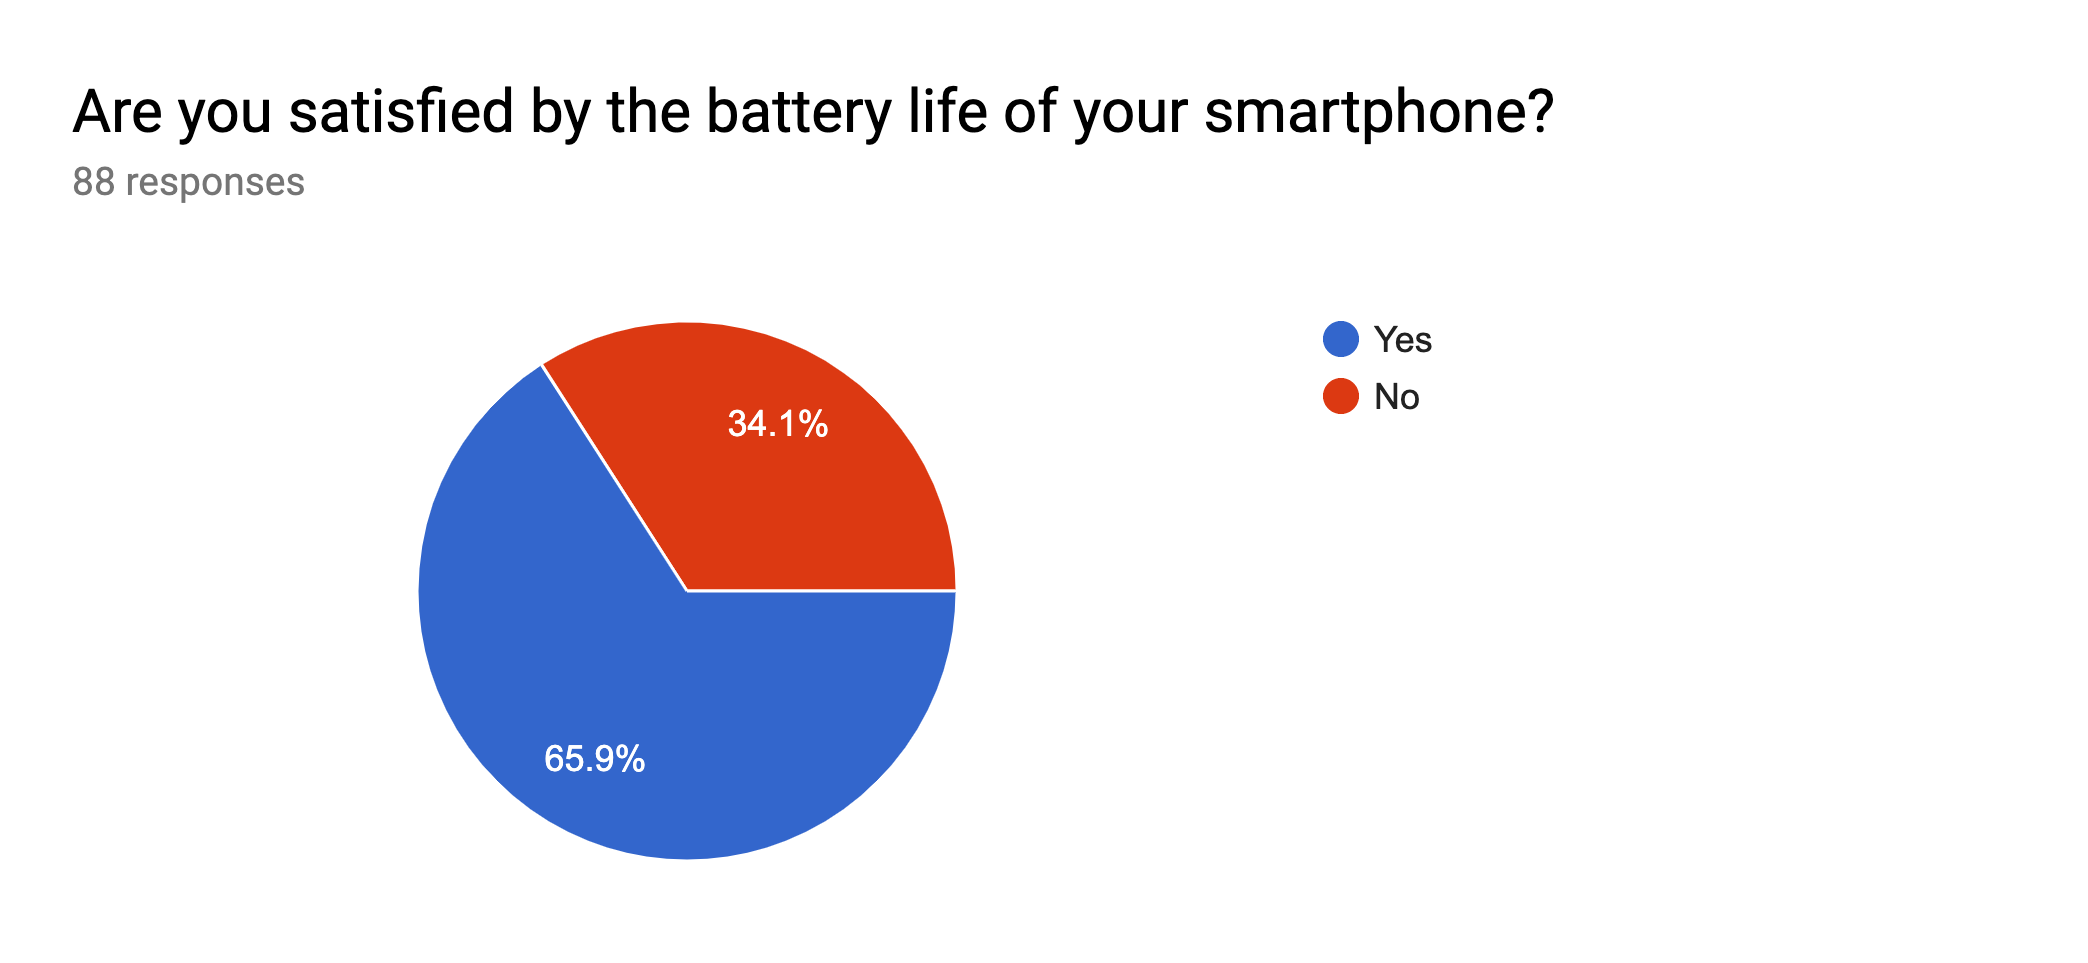 Are you satisfied by the battery life of your smartphone?
88 responses
Yes
No
34.1%
65.9%